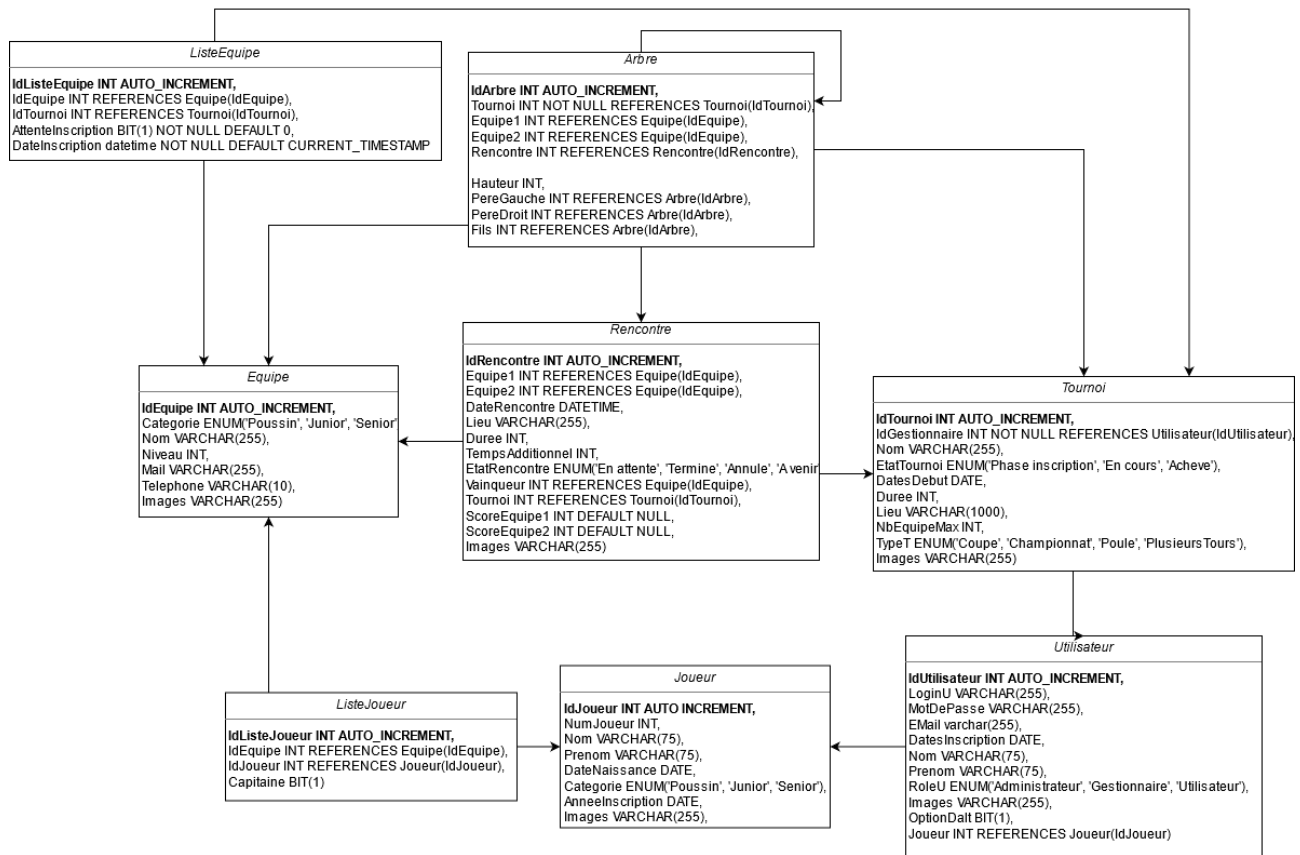 ListeEquipe
IdListeEquipe INT AUTO_INCREMENT,
IdEquipe INT REFERENCES Equipe(IdEquipe),
IdTournoi INT REFERENCES Tournoi(IdTournoi),
AttenteInscription BIT(1) NOT NULL DEFAULT 0,
DateInscription datetime NOT NULL DEFAULT CURRENT_TIMESTAMP
Arbre
IdArbre INT AUTO_INCREMENT,
Tournoi INT NOT NULL REFERENCES Tournoi(IdTournoi),
Equipe1 INT REFERENCES Equipe(IdEquipe),
Equipe2 INT REFERENCES Equipe(IdEquipe),
Rencontre INT REFERENCES Rencontre(IdRencontre),
Hauteur INT,
PereGauche INT REFERENCES Arbre(IdArbre),
PereDroit INT REFERENCES Arbre(IdArbre),
Fils INT REFERENCES Arbre(IdArbre),
Equipe
IdEquipe INT AUTO_INCREMENT,
Categorie ENUM('Poussin', 'Junior', 'Senior'
Nom VARCHAR(255),
Niveau INT,
Mail VARCHAR(255),
Telephone VARCHAR(10),
Images VARCHAR(255)
Rencontre
IdRencontre INT AUTO_INCREMENT,
Equipe1 INT REFERENCES Equipe(IdEquipe),
Equipe2 INT REFERENCES Equipe(IdEquipe),
DateRencontre DATETIME,
Lieu VARCHAR(255),
Duree INT,
TempsAdditionnel INT,
EtatRencontre ENUM('En attente', 'Termine', 'Annule', 'A venir'
Vainqueur INT REFERENCES Equipe(IdEquipe),
Tournoi INT REFERENCES Tournoi(IdTournoi),
ScoreEquipe1 INT DEFAULT NULL,
ScoreEquipe2 INT DEFAULT NULL,
Images VARCHAR(255)
Tournoi
IdTournoi INT AUTO_INCREMENT,
IdGestionnaire INT NOT NULL REFERENCES Utilisateur(IdUtilisateur),
Nom VARCHAR(255),
EtatTournoi ENUM('Phase inscription', 'En cours', 'Acheve'),
DatesDebut DATE,
Duree INT,
Lieu VARCHAR(1000),
NbEquipeMax INT,
TypeT ENUM('Coupe', 'Championnat', 'Poule', 'PlusieursTours'),
Images VARCHAR(255)
ListeJoueur
IdListeJoueur INT AUTO_INCREMENT,
IdEquipe INT REFERENCES Equipe(IdEquipe),
IdJoueur INT REFERENCES Joueur(IdJoueur),
Capitaine BIT(1)
Joueur
IdJoueur INT AUTO INCREMENT,
NumJoueur INT,
Nom VARCHAR(75),
Prenom VARCHAR(75),
DateNaissance DATE,
Categorie ENUM('Poussin', 'Junior', 'Senior'),
AnneeInscription DATE,
Images VARCHAR(255),
Utilisateur
IdUtilisateur INT AUTO_INCREMENT,
LoginU VARCHAR(255),
MotDePasse VARCHAR(255),
EMail varchar(255),
DatesInscription DATE,
Nom VARCHAR(75),
Prenom VARCHAR(75),
RoleU ENUM('Administrateur', 'Gestionnaire', 'Utilisateur'),
Images VARCHAR(255),
OptionDalt BIT(1),
Joueur INT REFERENCES Joueur(IdJoueur)